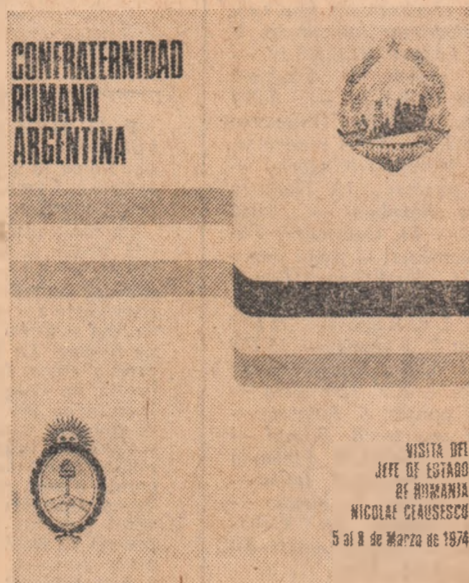 CONFRATERNIDAD
RUMANO
ARGENTINA
VISITA DEL
JEFE DE ESTADO
DE RUMANIA
NICOLAE CEAUSESCU
5 al 8 de Marzo de 1974